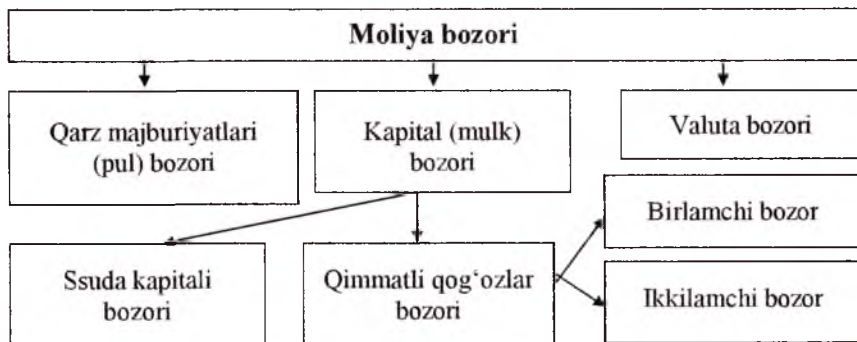 Moliya bozori
Qarz majburiyatlari
(pul) bozori
Kapital (mulk)
bozori
Valuta bozori
Birlamchi bozor
Ssuda kapitali
bozori
Qimmatli qog‘ozlar
bozori
Ikkilamchi bozor